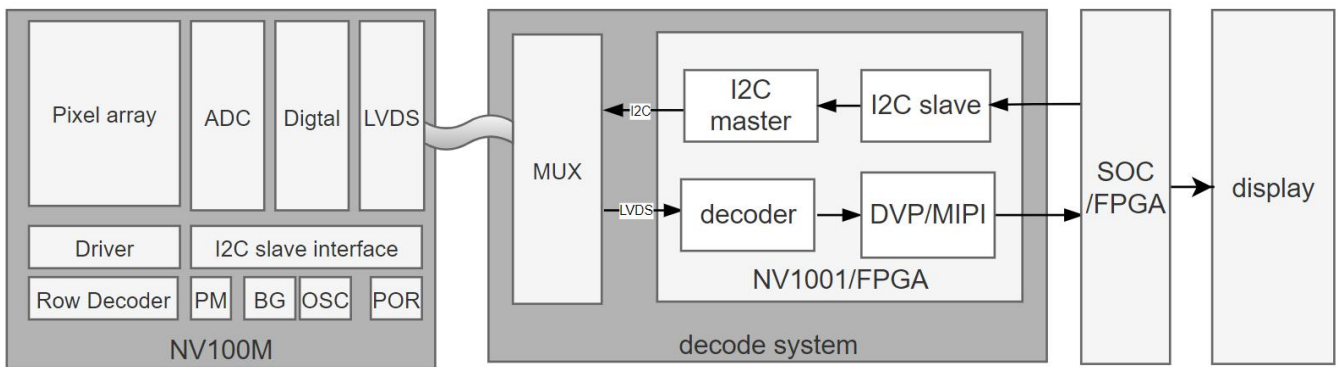 Pixel array
ADC
Digtal
LVDS
Driver
I2C slave interface
Row Decoder
PM
BG
OSC
POR
NV100M
MUX
I2C
LVDS
I2C
master
I2C slave
decoder
DVP/MIPI
NV1001/FPGA
decode system
SOC
/FPGA
display